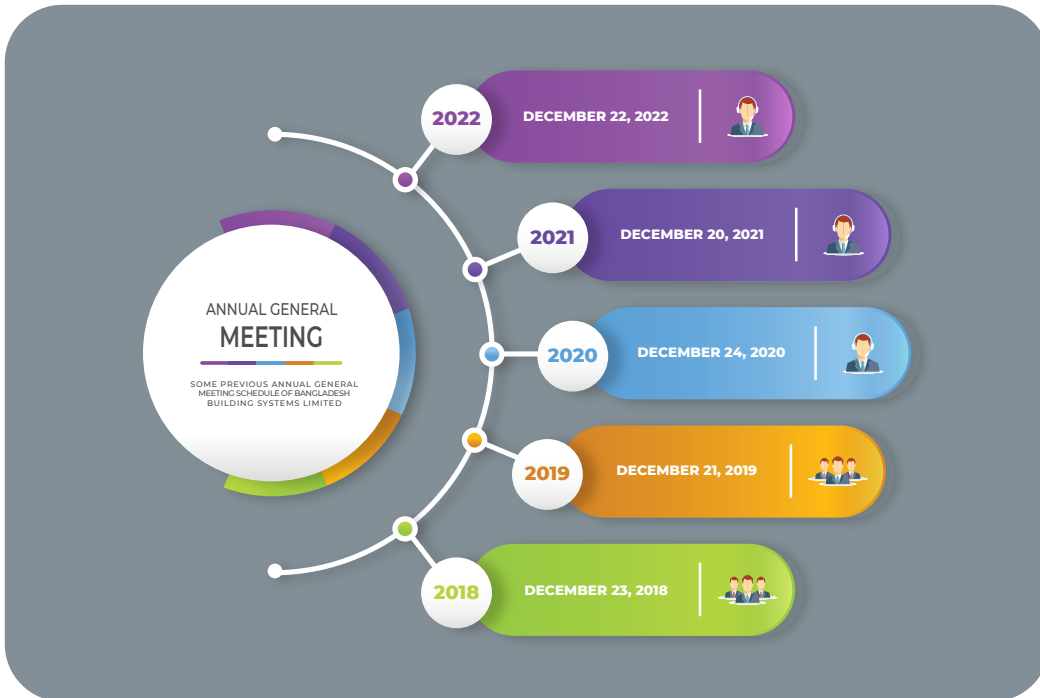 ANNUAL GENERAL
MEETING
SOME PREVIOUS ANNUAL GENERAL
MEETING SCHEDULE OF BANGLADESH
BUILDING SYSTEMS LIMITED
2022
DECEMBER 22, 2022
2021
DECEMBER 20, 2021
2020
DECEMBER 24, 2020
2019
DECEMBER 21, 2019
2018
DECEMBER 23, 2018